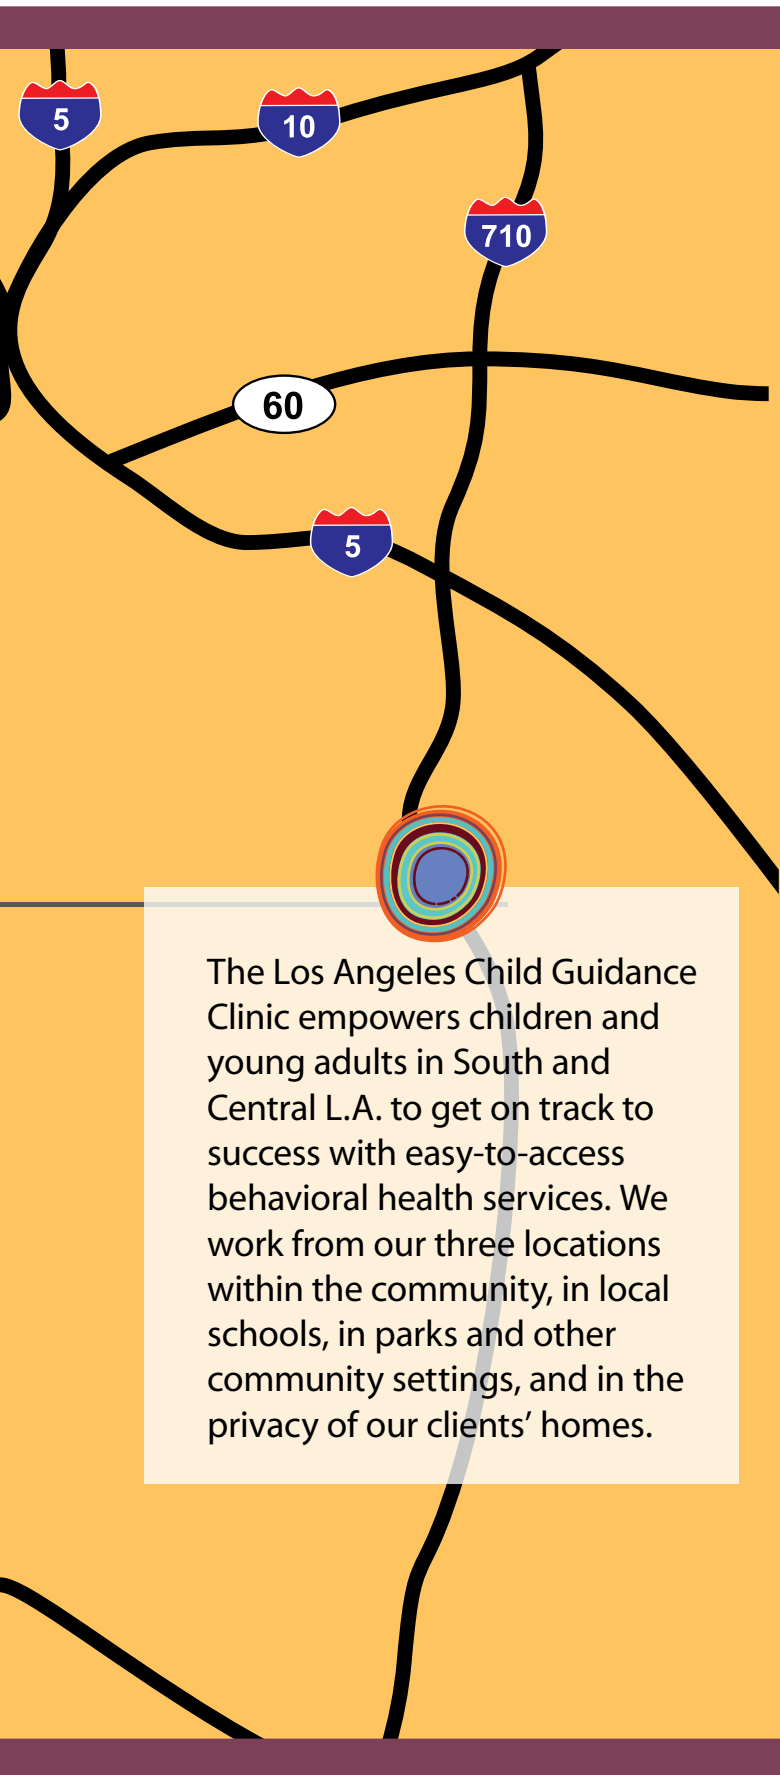 5
10
710
60
5
The Los Angeles Child Guidance
Clinic empowers children and
young adults in South and
Central L.A. to get on track to
success with easy-to-access
behavioral health services. We
work from our three locations
within the community, in local
schools, in parks and other
community settings, and in the
privacy of our clients’ homes.